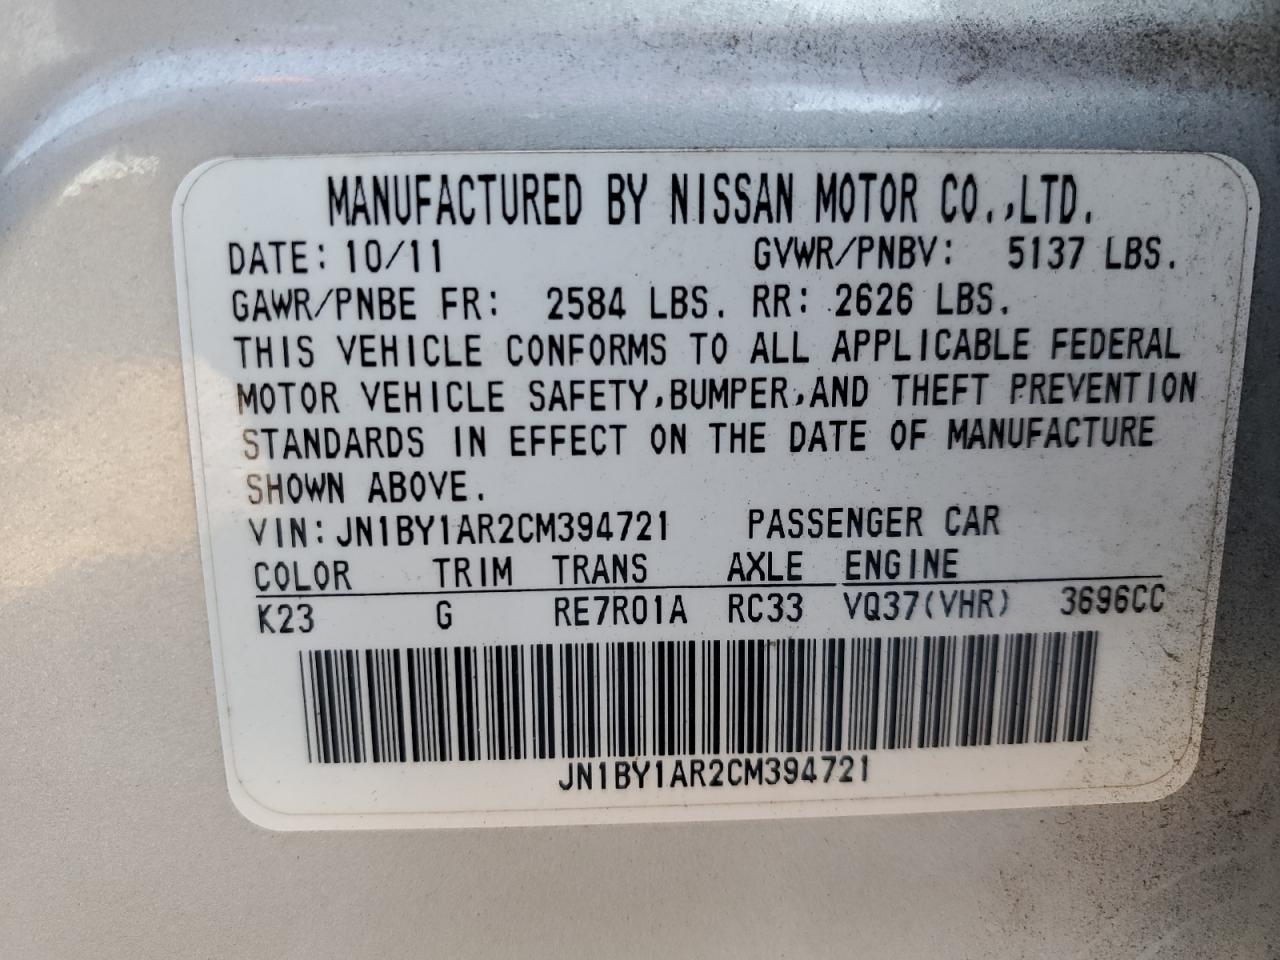 MANUFACTURED BY NISSAN MOTOR CO.,LTD.
DATE: 10/11 GVWR/PNBV: 5137 LBS.
GAWR/PNBE FR: 2584 LBS. RR: 2626 LBS.
THIS VEHICLE CONFORMS TO ALL APPLICABLE FEDERAL
MOTOR VEHICLE SAFETY,BUMPER,AND THEFT PREVENTION
STANDARDS IN EFFECT ON THE DATE OF MANUFACTURE
SHOWN ABOVE.
VIN: JN1BY1AR2CM394721 PASSENGER CAR
COLOR TRIM TRANS AXLE ENGINE
K23 G RE7R01A RC33 VQ37(VHR) 3696CC
JN1BY1AR2CM394721